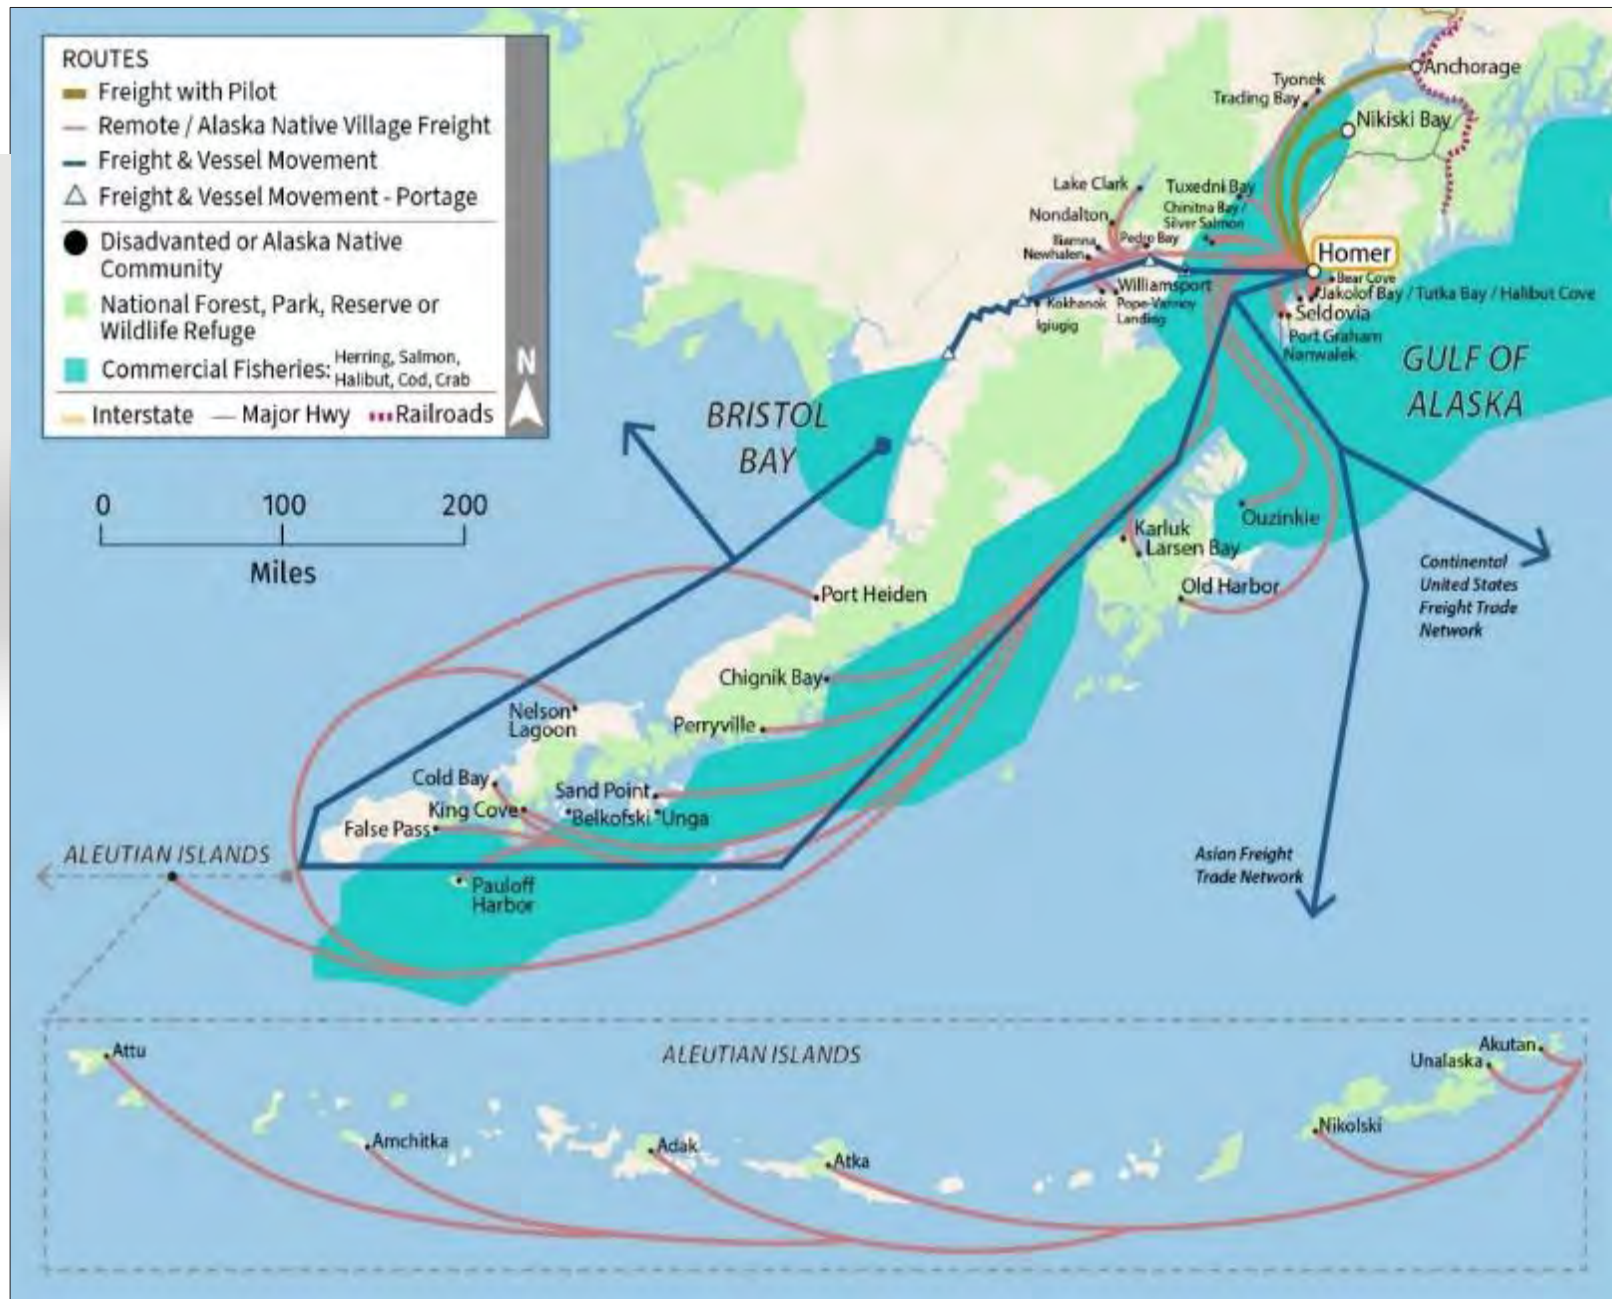 ROUTES
Freight with Pilot
Remote / Alaska Native Village Freight
Freight & Vessel Movement
Freight & Vessel Movement - Portage
Disadvanted or Alaska Native
Community
National Forest, Park, Reserve or
Wildlife Refuge
Commercial Fisheries: Herring, Salmon,
Halibut, Cod, Crab
Interstate
Major Hwy
Railroads
N
0 100 200
Miles
Anchorage
Tyonek
Trading Bay
Nikiski Bay
Lake Clark
Tuxedni Bay
Chinitna Bay /
Silver Salmon
Nondalton
Iliamna
Pedro Bay
Newhalen
Homer
Bear Cove
Williamsport
Jakolof Bay / Tutka Bay / Halibut Cove
Kokhanok
Pope-Vannoy
Landing
Igiugig
Seldovia
Port Graham
Nanwalek
GULF OF
ALASKA
BRISTOL
BAY
Ouzinkie
Karluk
Larsen Bay
Old Harbor
Continental
United States
Freight Trade
Network
Port Heiden
Chignik Bay
Nelson
Lagoon
Perryville
Cold Bay
Sand Point
King Cove
Belkofski
Unga
False Pass
ALEUTIAN ISLANDS
Pauloff
Harbor
Asian Freight
Trade Network
ALEUTIAN ISLANDS
Attu
Akutan
Unalaska
Amchitka
Adak
Atka
Nikolski